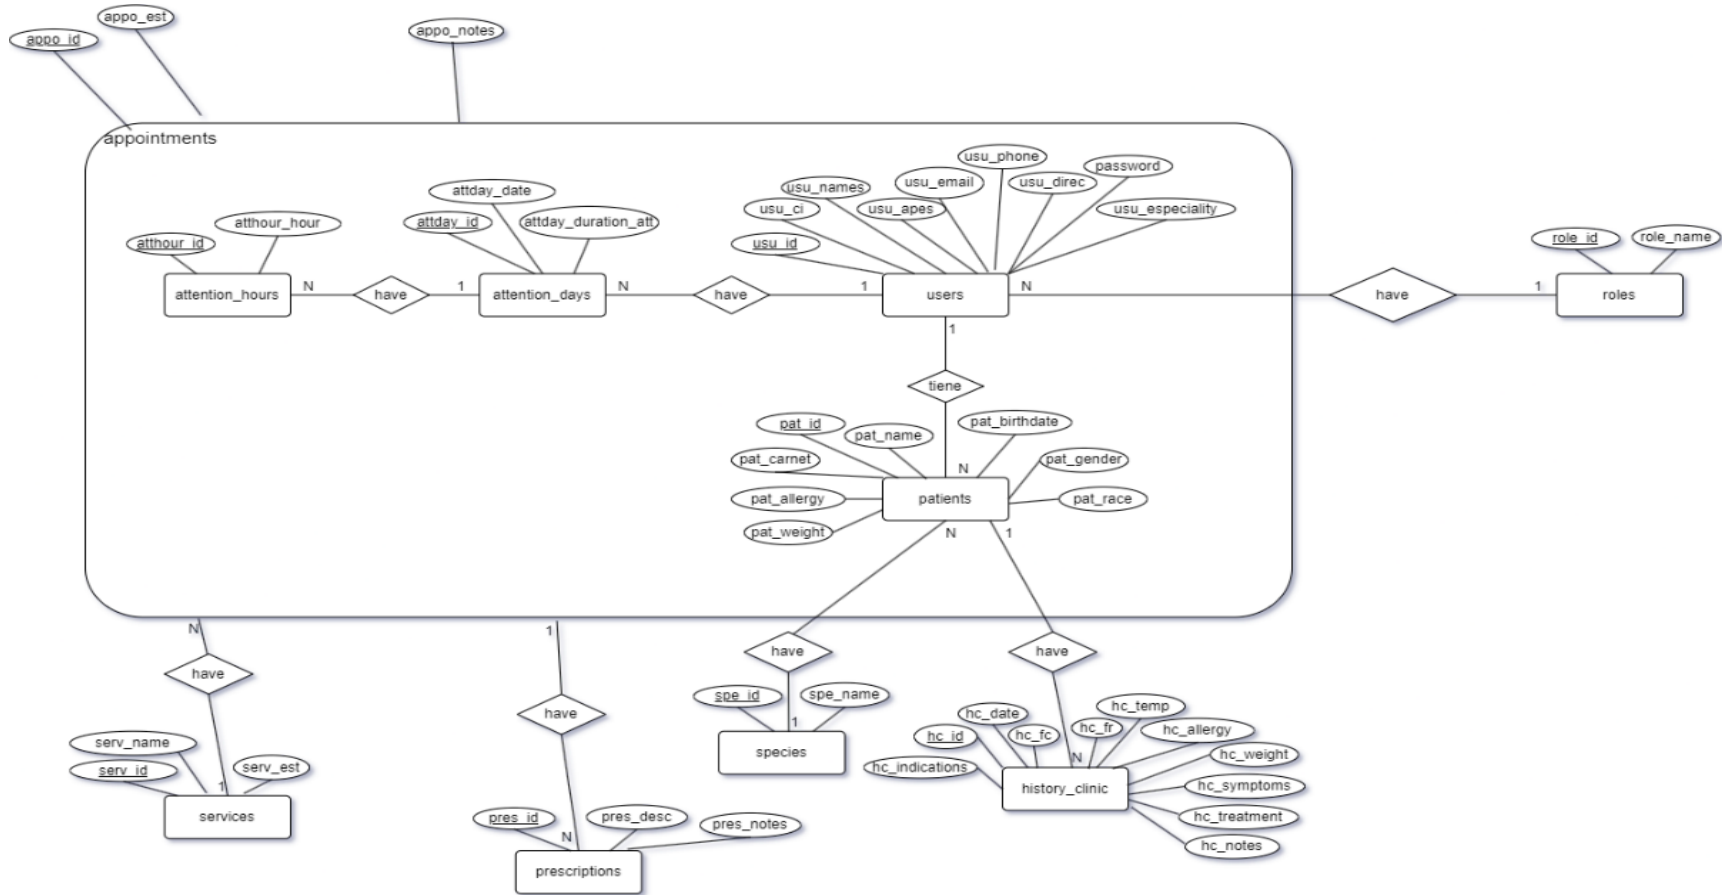 appo_est
appo_id
appo_notes
appointments
usu_phone
password
usu_names
usu_email
usu_direc
attday_date
usu_ci
usu_apes
usu_especiality
atthour_hour
attday_id
attday_duration_att
atthour_id
usu_id
role_id
role_name
attention_hours
N
have
1
attention_days
N
have
1
users
N
have
1
roles
1
tiene
pat_id
pat_name
pat_birthdate
pat_carnet
pat_gender
N
pat_allergy
patients
pat_race
pat_weight
N
1
N
1
have
have
have
have
spe_id
spe_name
hc_date
hc_temp
hc_id
hc_fc
hc_fr
hc_allergy
1
serv_name
species
N
hc_weight
serv_id
serv_est
hc_indications
1
history_clinic
hc_symptoms
services
pres_id
pres_desc
pres_notes
hc_treatment
N
hc_notes
prescriptions